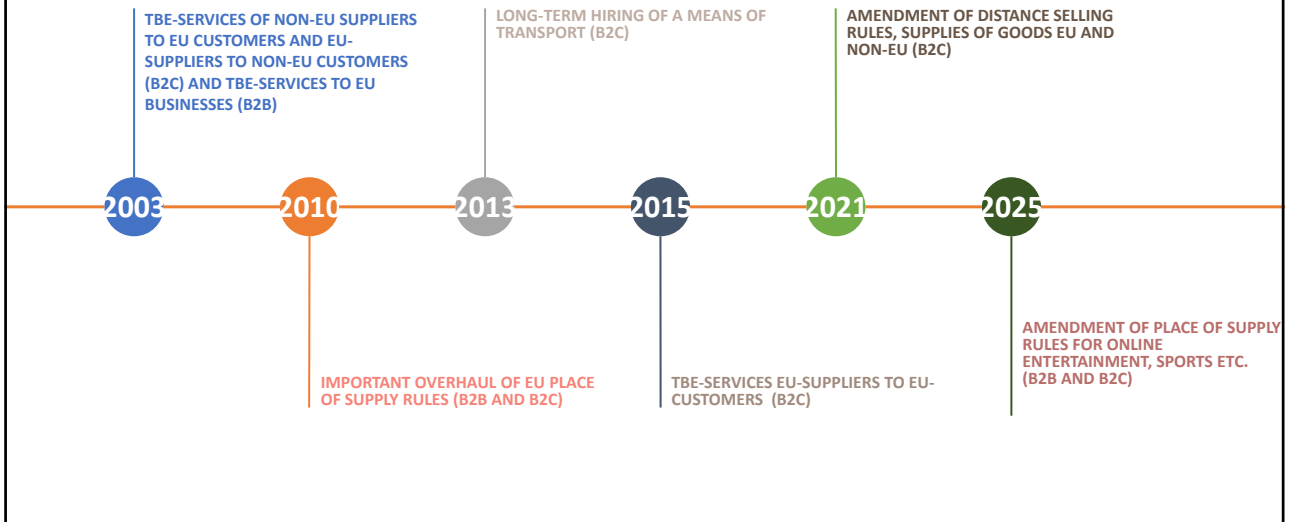 TBE-SERVICES OF NON-EU SUPPLIERS
TO EU CUSTOMERS AND EU-
SUPPLIERS TO NON-EU CUSTOMERS
(B2C) AND TBE-SERVICES TO EU
BUSINESSES (B2B)
LONG-TERM HIRING OF A MEANS OF
TRANSPORT (B2C)
AMENDMENT OF DISTANCE SELLING
RULES, SUPPLIES OF GOODS EU AND
NON-EU (B2C)
2003
2010
2013
2015
2021
2025
IMPORTANT OVERHAUL OF EU PLACE
OF SUPPLY RULES (B2B AND B2C)
TBE-SERVICES EU-SUPPLIERS TO EU-
CUSTOMERS (B2C)
AMENDMENT OF PLACE OF SUPPLY
RULES FOR ONLINE
ENTERTAINMENT, SPORTS ETC.
(B2B AND B2C)